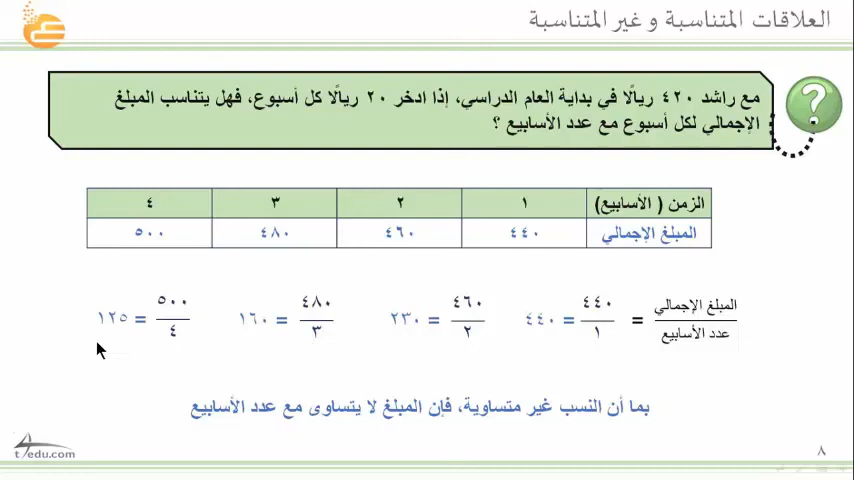 العلاقات المتناسبة و غير المتناسبة
?
مع راشد ٤٢٠ ريالًا في بداية العام الدراسي، إذا ادخر ٢٠ ريالًا كل أسبوع، فهل يتناسب المبلغ
الإجمالي لكل أسبوع مع عدد الأسابيع ؟
الزمن ( الأسابيع) ١ ٢ ٣ ٤
المبلغ الإجمالي ٤٤٠ ٤٦٠ ٤٨٠ ٥٠٠
المبلغ الإجمالي ٤٤٠ ٤٦٠ ٤٨٠ ٥٠٠
= = ٤٤٠ = ٢٣٠ = ١٦٠ = ١٢٥
عدد الأسابيع ١ ٢ ٣ ٤
بما أن النسب غير متساوية، فإن المبلغ لا يتساوى مع عدد الأسابيع
t4edu.com
٨